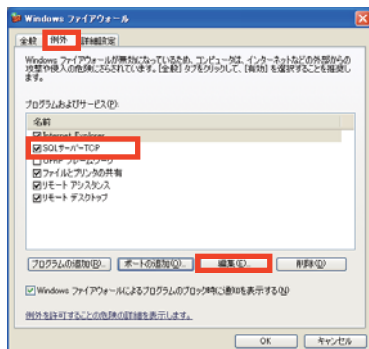 Windows ファイアウォール
全般 例外 詳細設定
Windows ファイアウォールが無効になっているため、コンピュータは、インターネットなどの外部からの
攻撃や侵入の危険にさらされています。[全般] タブをクリックして、[有効] を選択することを推奨し
ます。
プログラムおよびサービス(P):
名前
Internet Explorer
SQLサーバーTCP
UPnP フレームワーク
ファイルとプリンタの共有
リモート アシスタンス
リモート デスクトップ
プログラムの追加(R)... ポートの追加(O)... 編集(E)... 削除(D)
Windows ファイアウォールによるプログラムのブロック時に通知を表示する(N)
例外を許可することの危険の詳細を表示します。
OK キャンセル